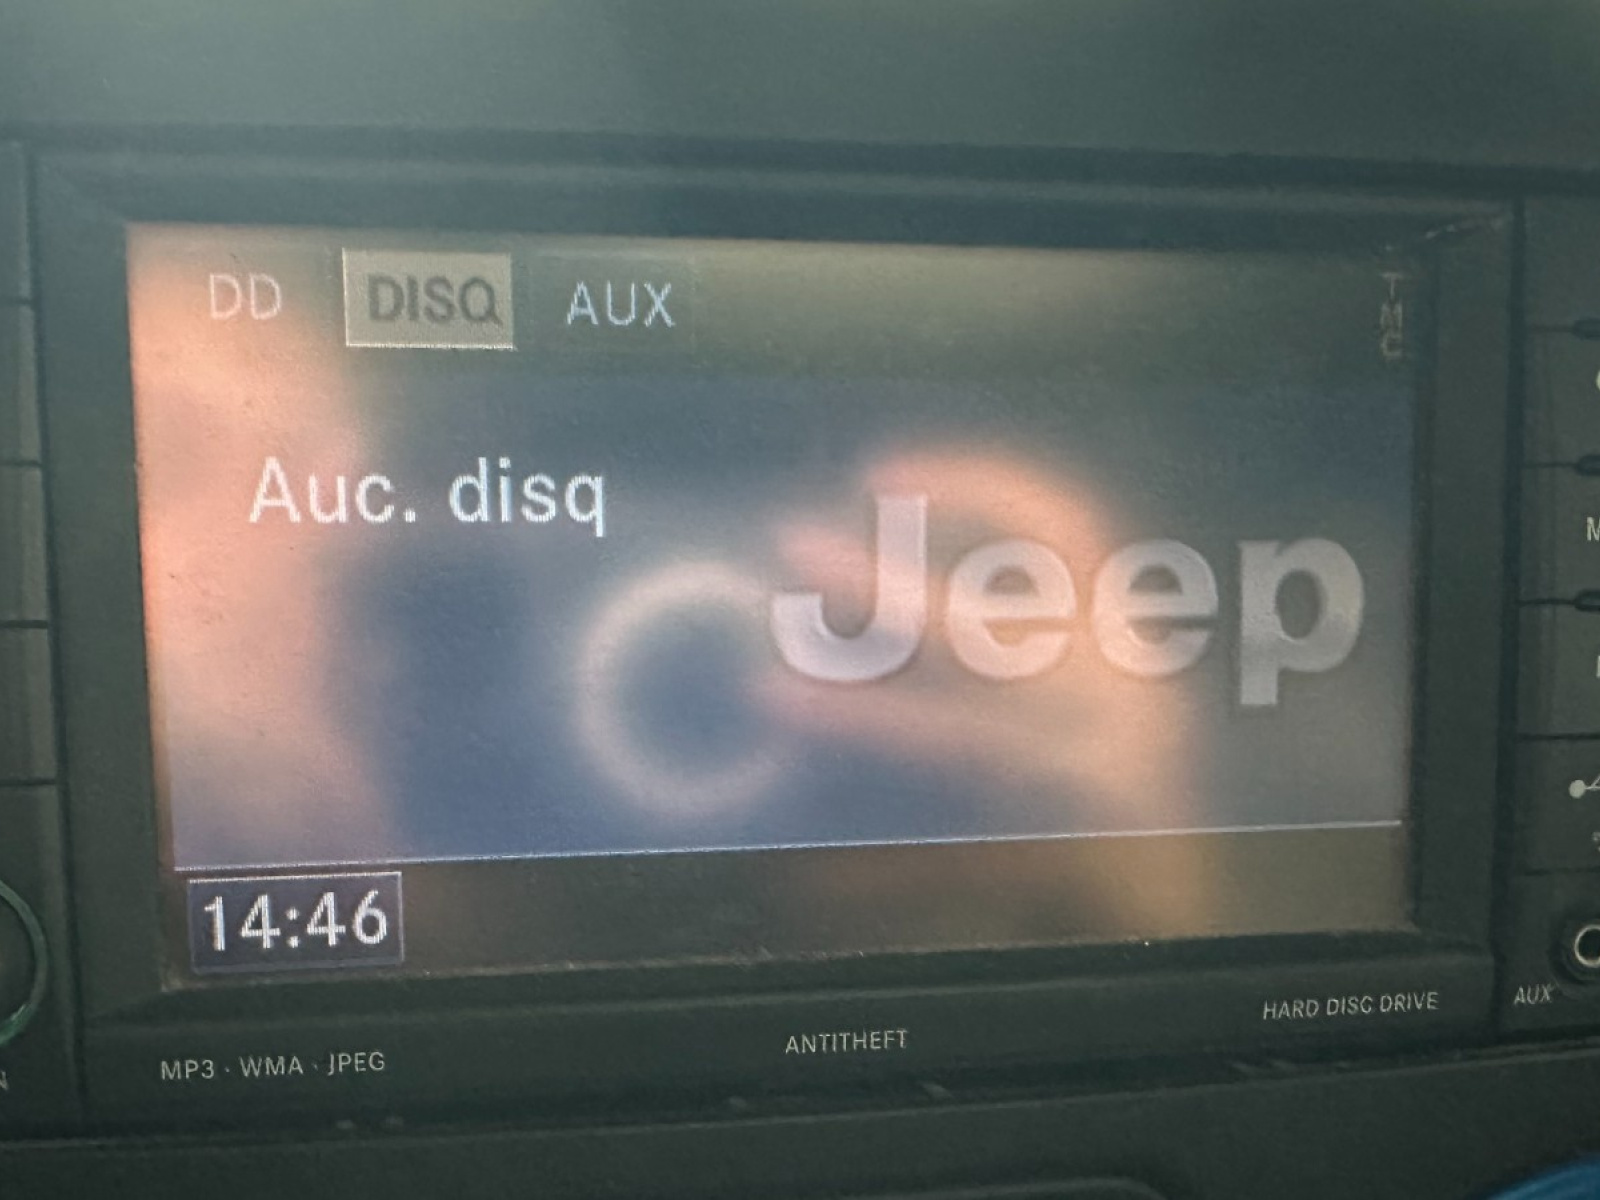 DD DISQ AUX
TMC
Auc. disq
Jeep
14:46
MP3 · WMA · JPEG
ANTITHEFT
HARD DISC DRIVE
AUX